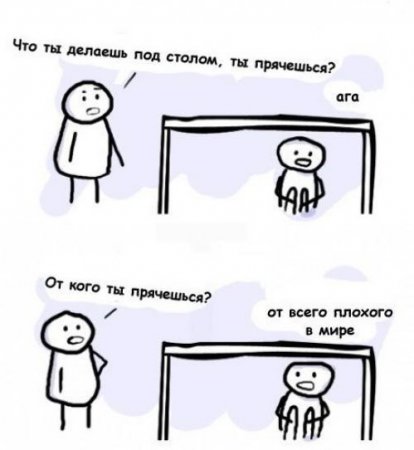 Что ты делаешь под столом, ты прячешься?
ага
От кого ты прячешься?
от всего плохого
в мире